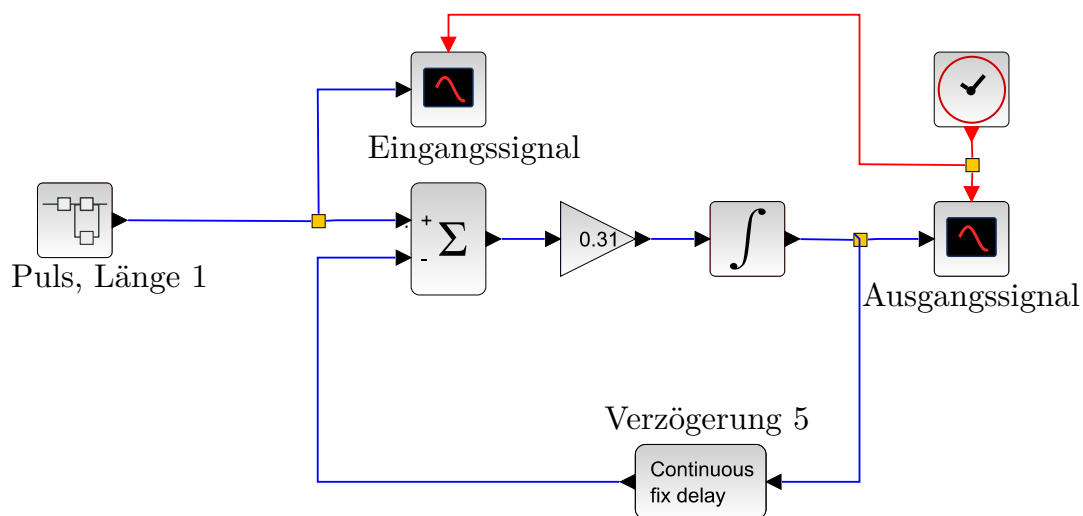 Eingangssignal
Puls, Länge 1
+
-
Σ
0.31
∫
Ausgangssignal
Verzögerung 5
Continuous
fix delay